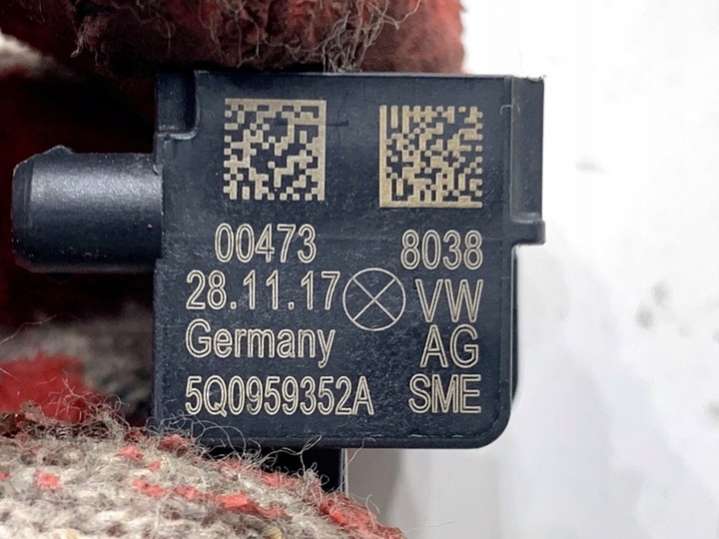 00473 8038
28.11.17 VW
Germany AG
5Q0959352A SME